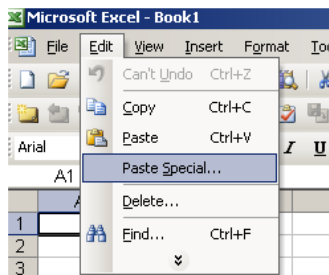 Microsoft Excel - Book1
File Edit View Insert Format
Can't Undo Ctrl+Z
Copy Ctrl+C
Paste Ctrl+V
Arial I U
Paste Special...
A1
Delete...
1
Find... Ctrl+F
2
3